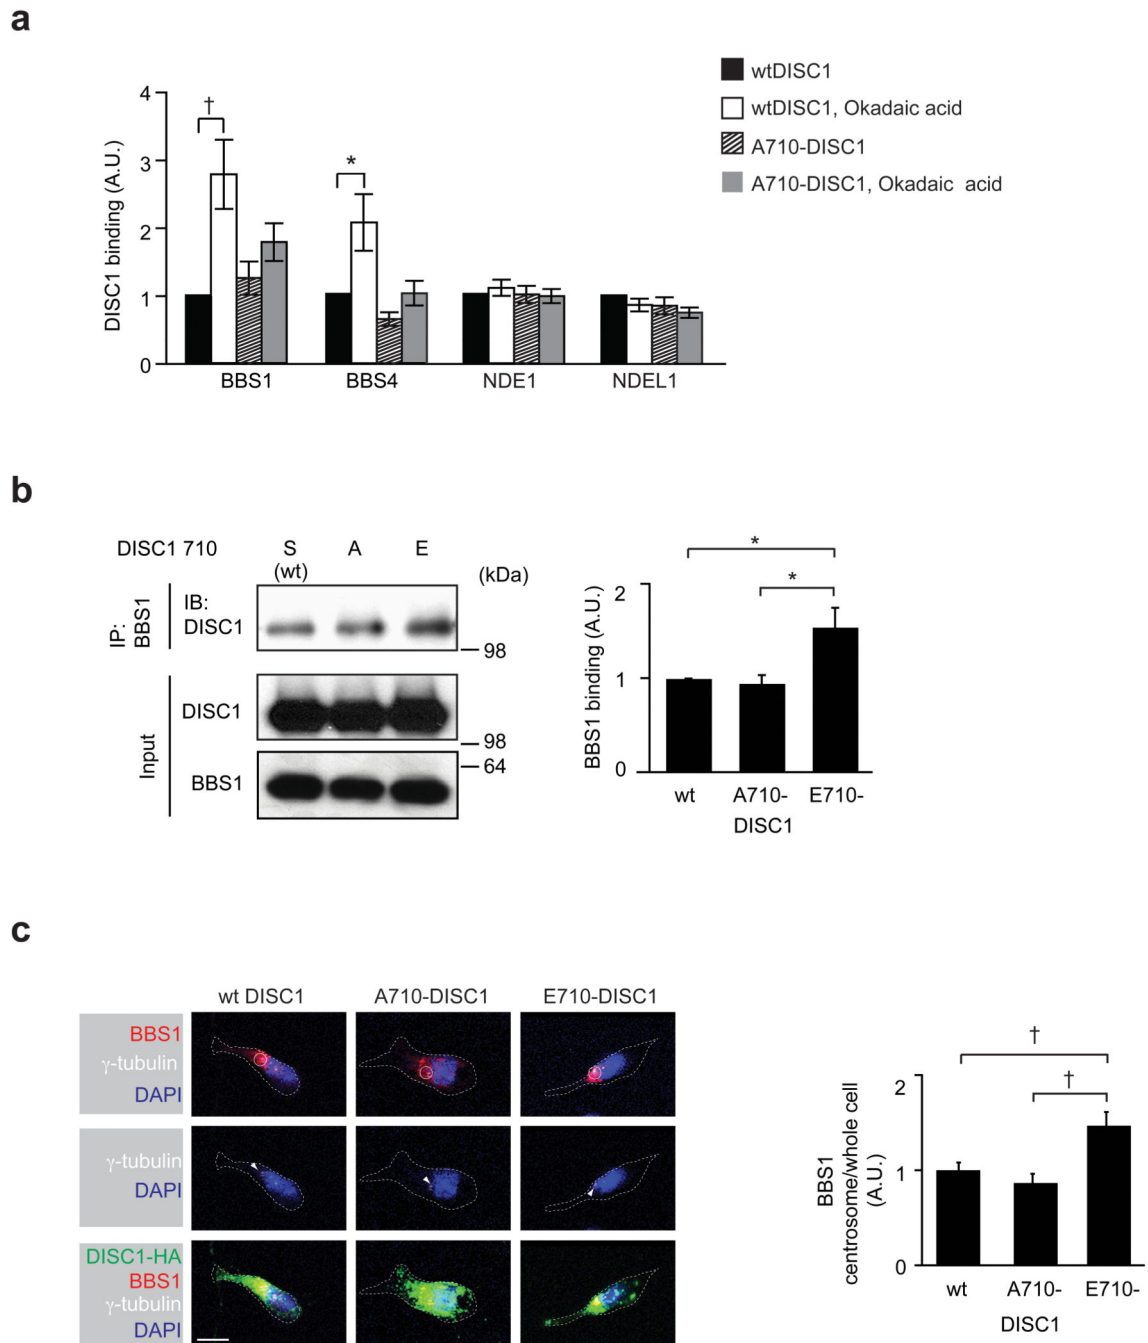 a
wtDISC1
wtDISC1, Okadaic acid
A710-DISC1
A710-DISC1, Okadaic acid
DISC1 binding (A.U.)
4
3
2
1
0
†
*
BBS1 BBS4 NDE1 NDEL1
b
DISC1 710 S A E
(wt)
(kDa)
IP:
BBS1
IB:
DISC1
98
Input
DISC1
98
64
BBS1
BBS1 binding (A.U.)
2
1
0
*
*
wt A710- E710-
DISC1
c
wt DISC1 A710-DISC1 E710-DISC1
BBS1
γ-tubulin
DAPI
γ-tubulin
DAPI
DISC1-HA
BBS1
γ-tubulin
DAPI
BBS1
centrosome/whole cell
(A.U.)
2
1
0
†
†
wt A710- E710-
DISC1